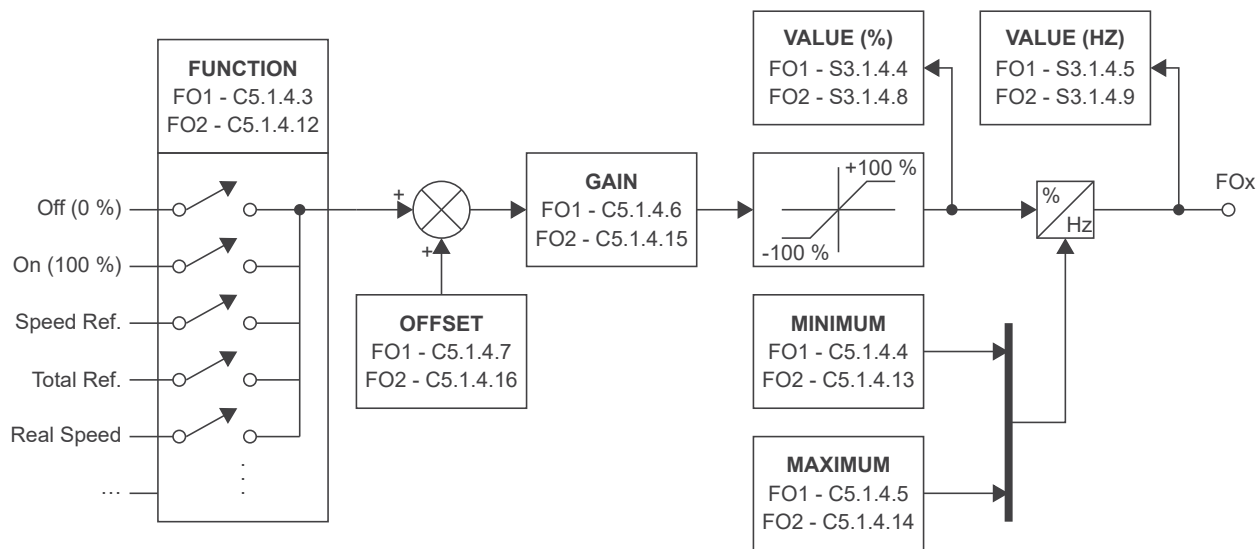 FUNCTION
FO1 - C5.1.4.3
FO2 - C5.1.4.12
Off (0 %)
On (100 %)
Speed Ref.
Total Ref.
Real Speed
...
+
+
OFFSET
FO1 - C5.1.4.7
FO2 - C5.1.4.16
GAIN
FO1 - C5.1.4.6
FO2 - C5.1.4.15
VALUE (%)
FO1 - S3.1.4.4
FO2 - S3.1.4.8
+100 %
-100 %
VALUE (HZ)
FO1 - S3.1.4.5
FO2 - S3.1.4.9
%
Hz
FOx
MINIMUM
FO1 - C5.1.4.4
FO2 - C5.1.4.13
MAXIMUM
FO1 - C5.1.4.5
FO2 - C5.1.4.14